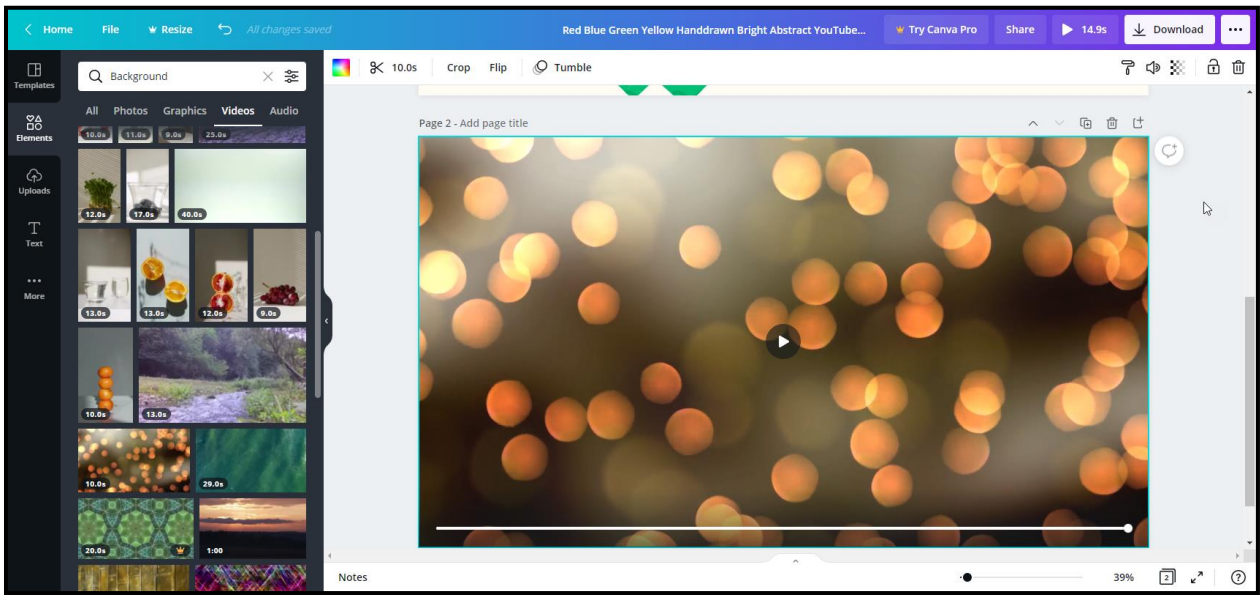 Home File Resize All changes saved Red Blue Green Yellow Handdrawn Bright Abstract YouTube... Try Canva Pro Share 14.9s Download
Templates
Elements
Uploads
Text
More
Background
All Photos Graphics Videos Audio
10.0s 11.0s 9.0s 25.0s
12.0s 17.0s 40.0s
13.0s 13.0s 12.0s 9.0s
10.0s 13.0s
10.0s 29.0s
20.0s 1:00
10.0s Crop Flip Tumble
Page 2 - Add page title
Notes 39% 2